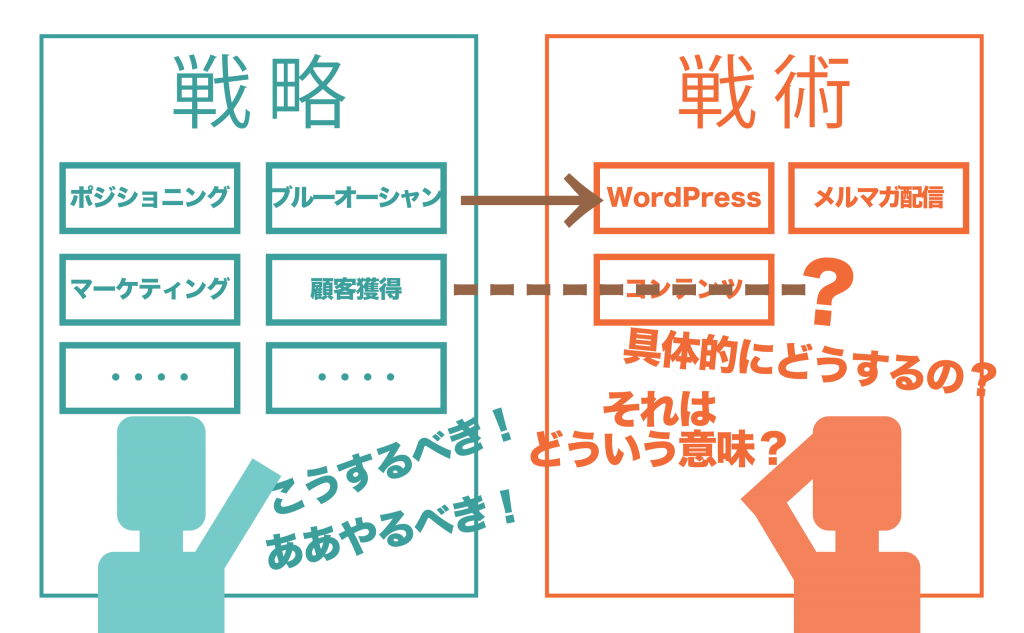 戦略
ポジショニング
ブルーオーシャン
マーケティング
顧客獲得
・・・・
・・・・
こうするべき！
ああやるべき！
戦術
WordPress
メルマガ配信
コンテンツ
?
具体的にどうするの？
それは
どういう意味？